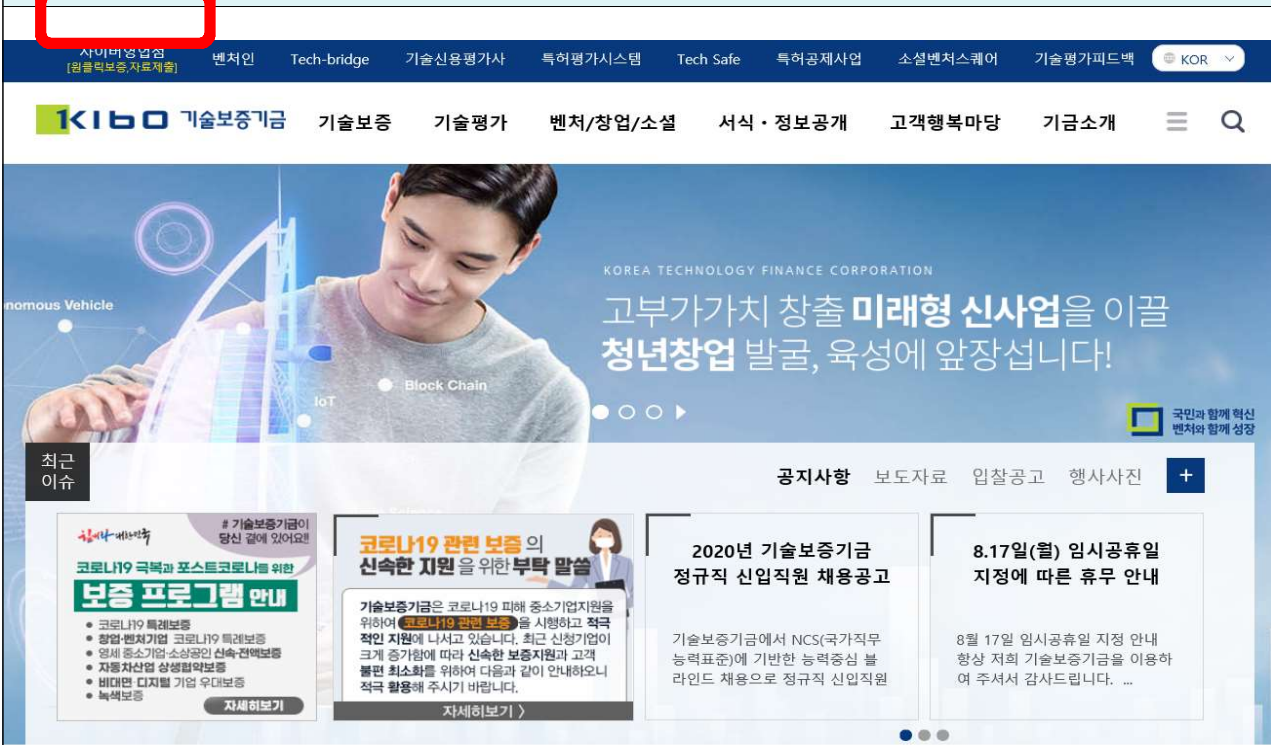 사이버영업점
[원클릭보증,자료제출]
벤처인
Tech-bridge
기술신용평가사
특허평가시스템
Tech Safe
특허공제사업
소셜벤처스퀘어
기술평가피드백
KOR
KIBO 기술보증기금
기술보증
기술평가
벤처/창업/소셜
서식・정보공개
고객행복마당
기금소개
KOREA TECHNOLOGY FINANCE CORPORATION
고부가가치 창출 미래형 신사업을 이끌
청년창업 발굴, 육성에 앞장섭니다!
nomous Vehicle
Block Chain
IoT
국민과 함께 혁신
벤처와 함께 성장
최근
이슈
공지사항
보도자료
입찰공고
행사사진
+
힘내라 대한민국
# 기술보증기금이
당신 곁에 있어요!!
코로나19 극복과 포스트코로나를 위한
보증 프로그램 안내
• 코로나19 특례보증
• 창업·벤처기업 코로나19 특례보증
• 영세 중소기업·소상공인 신속·전액보증
• 자동차산업 상생협약보증
• 비대면·디지털 기업 우대보증
• 녹색보증
자세히보기
코로나19 관련 보증의
신속한 지원을 위한 부탁 말씀
기술보증기금은 코로나19 피해 중소기업지원을
위하여 코로나19 관련 보증을 시행하고 적극
적인 지원에 나서고 있습니다. 최근 신청기업이
크게 증가함에 따라 신속한 보증지원과 고객
불편 최소화를 위하여 다음과 같이 안내하오니
적극 활용해 주시기 바랍니다.
자세히보기 〉
2020년 기술보증기금
정규직 신입직원 채용공고
기술보증기금에서 NCS(국가직무
능력표준)에 기반한 능력중심 블
라인드 채용으로 정규직 신입직원
8.17일(월) 임시공휴일
지정에 따른 휴무 안내
8월 17일 임시공휴일 지정 안내
항상 저희 기술보증기금을 이용하
여 주셔서 감사드립니다. ...